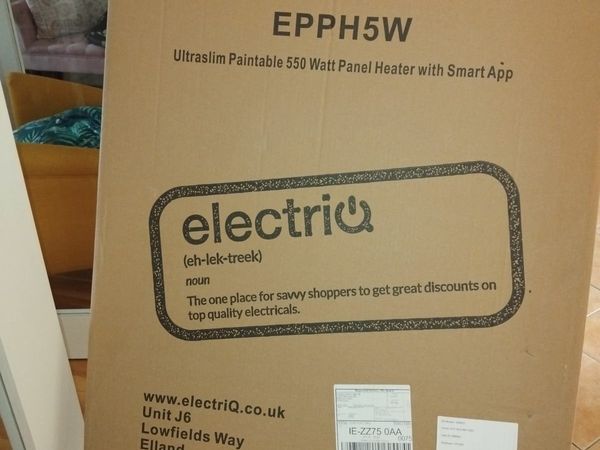 EPPH5W
Ultraslim Paintable 550 Watt Panel Heater with Smart App
electriQ
(eh-lek-treek)
noun
The one place for savvy shoppers to get great discounts on
top quality electricals.
www.electriQ.co.uk
Unit J6
Lowfields Way
Elland
IE-ZZ75 0AA
0075